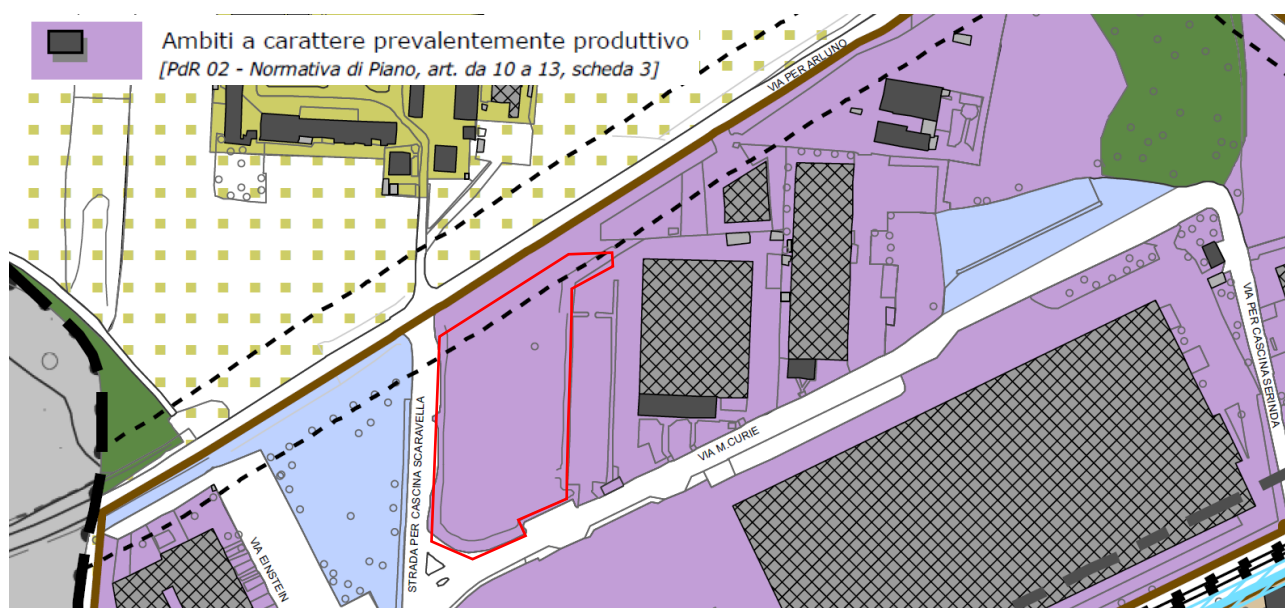 Ambiti a carattere prevalentemente produttivo
[PdR 02 - Normativa di Piano, art. da 10 a 13, scheda 3]
VIA PER ARLUNO
VIA PER CASCINA SERINDA
VIA M.CURIE
STRADA PER CASCINA SCARAVELLA
VIA EINSTEIN